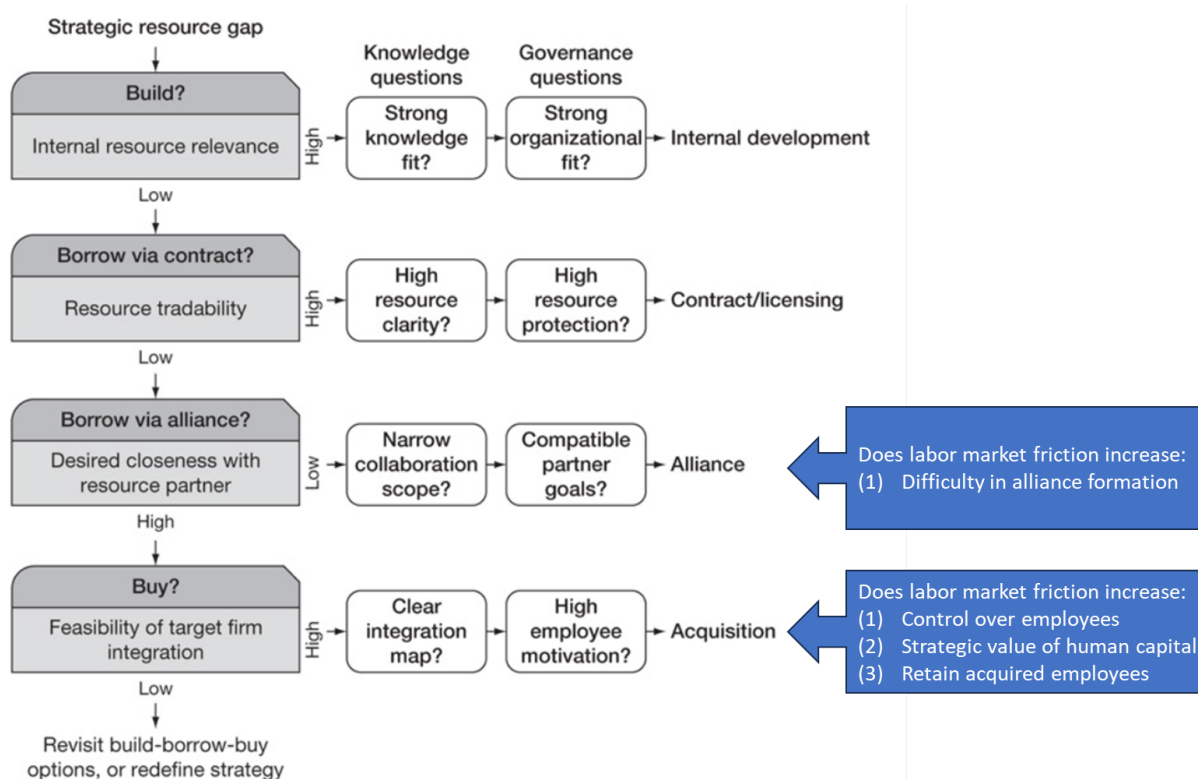 Strategic resource gap
Knowledge
questions
Governance
questions
Build?
Internal resource relevance
High
Strong
knowledge
fit?
Strong
organizational
fit?
Internal development
Low
Borrow via contract?
Resource tradability
High
High
resource
clarity?
High
resource
protection?
Contract/licensing
Low
Borrow via alliance?
Desired closeness with
resource partner
Low
Narrow
collaboration
scope?
Compatible
partner
goals?
Alliance
Does labor market friction increase:
(1) Difficulty in alliance formation
High
Buy?
Feasibility of target firm
integration
High
Clear
integration
map?
High
employee
motivation?
Acquisition
Does labor market friction increase:
(1) Control over employees
(2) Strategic value of human capital
(3) Retain acquired employees
Low
Revisit build-borrow-buy
options, or redefine strategy